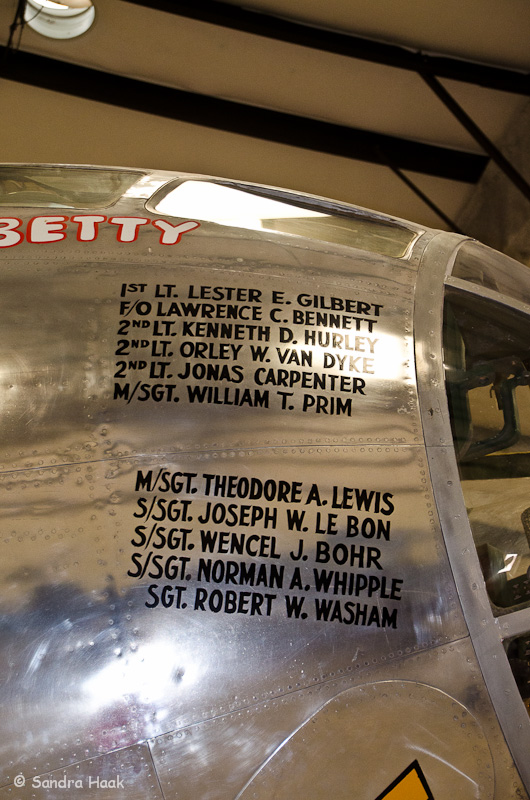 BETTY
1ST LT. LESTER E. GILBERT
F/O LAWRENCE C. BENNETT
2ND LT. KENNETH D. HURLEY
2ND LT. ORLEY W. VAN DYKE
2ND LT. JONAS CARPENTER
M/SGT. WILLIAM T. PRIM
M/SGT. THEODORE A. LEWIS
S/SGT. JOSEPH W. LE BON
S/SGT. WENCEL J. BOHR
S/SGT. NORMAN A. WHIPPLE
SGT. ROBERT W. WASHAM
© Sandra Haak